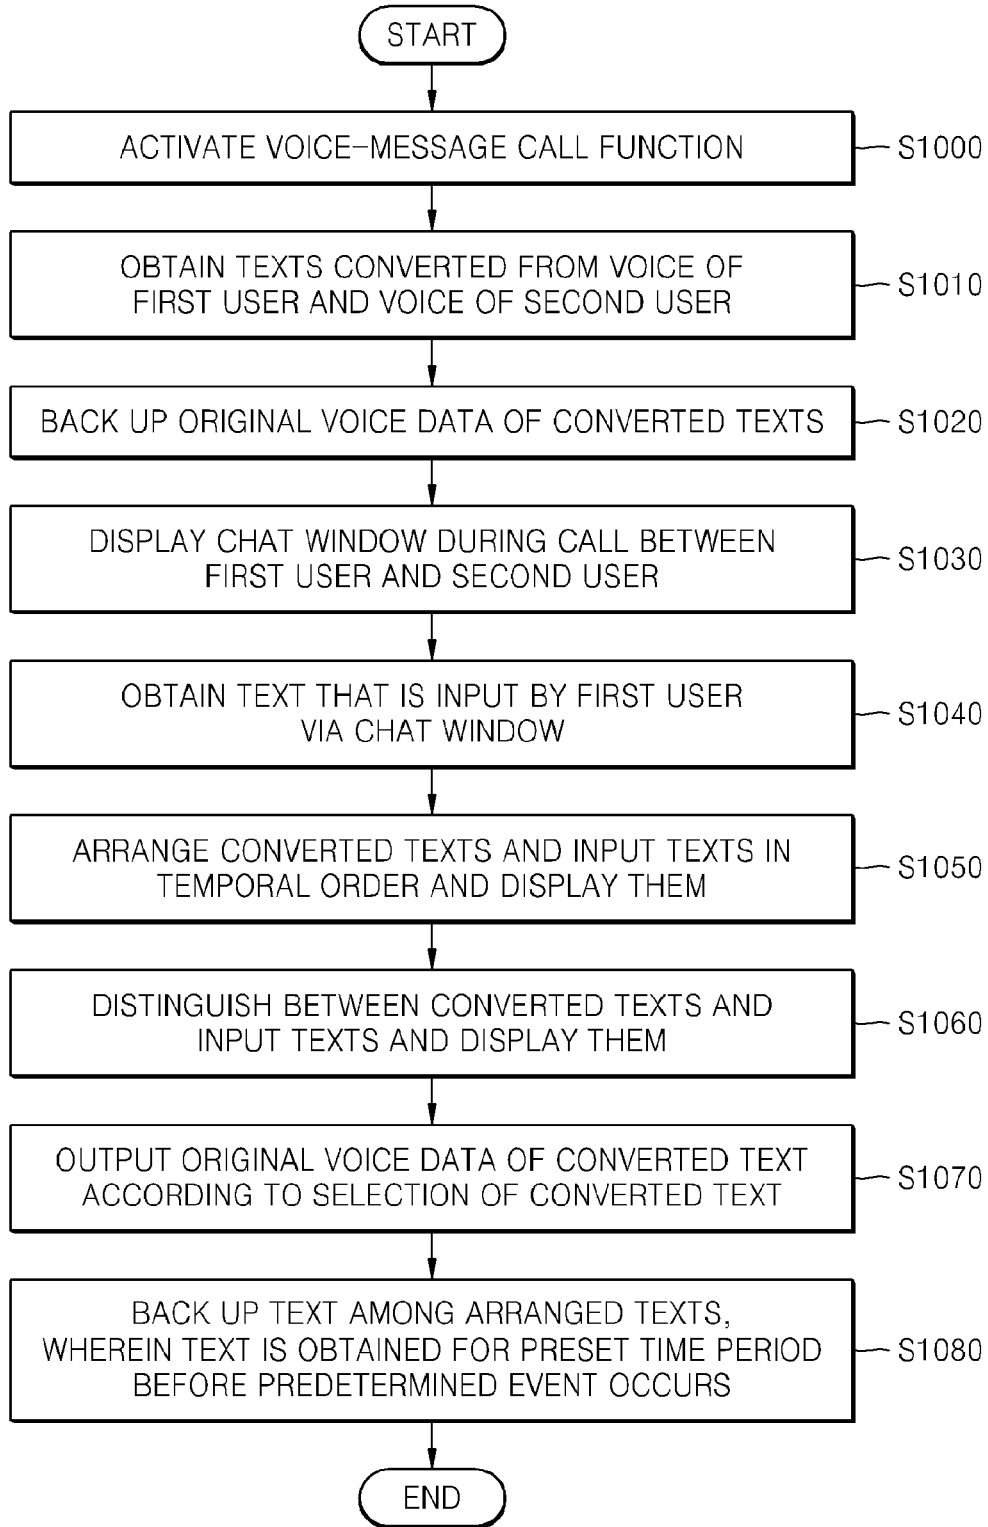 START
ACTIVATE VOICE-MESSAGE CALL FUNCTION
S1000
OBTAIN TEXTS CONVERTED FROM VOICE OF
FIRST USER AND VOICE OF SECOND USER
S1010
BACK UP ORIGINAL VOICE DATA OF CONVERTED TEXTS
S1020
DISPLAY CHAT WINDOW DURING CALL BETWEEN
FIRST USER AND SECOND USER
S1030
OBTAIN TEXT THAT IS INPUT BY FIRST USER
VIA CHAT WINDOW
S1040
ARRANGE CONVERTED TEXTS AND INPUT TEXTS IN
TEMPORAL ORDER AND DISPLAY THEM
S1050
DISTINGUISH BETWEEN CONVERTED TEXTS AND
INPUT TEXTS AND DISPLAY THEM
S1060
OUTPUT ORIGINAL VOICE DATA OF CONVERTED TEXT
ACCORDING TO SELECTION OF CONVERTED TEXT
S1070
BACK UP TEXT AMONG ARRANGED TEXTS,
WHEREIN TEXT IS OBTAINED FOR PRESET TIME PERIOD
BEFORE PREDETERMINED EVENT OCCURS
S1080
END